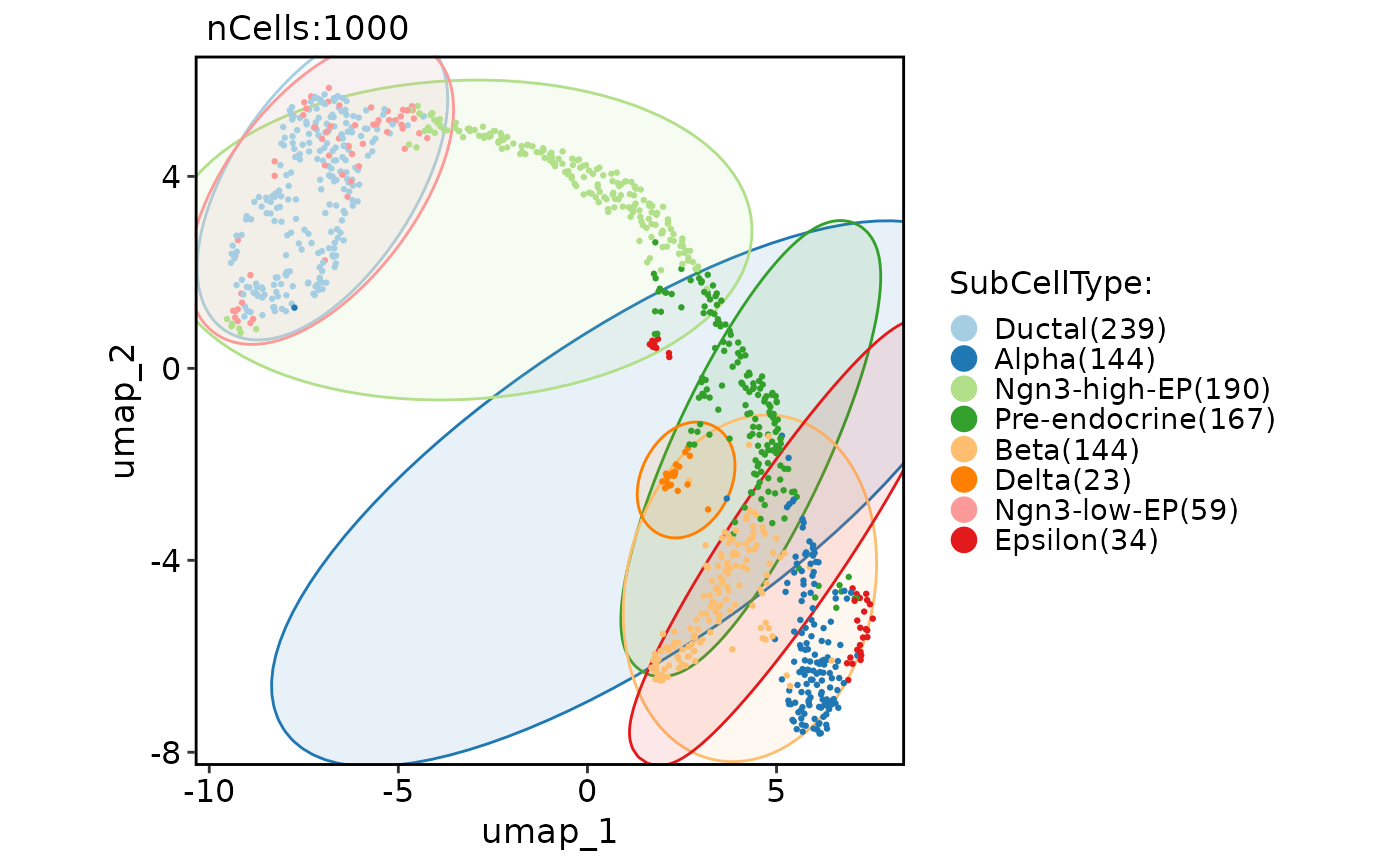 nCells:1000
umap_2
4
0
-4
-8
-10
-5
0
5
umap_1
SubCellType:
Ductal(239)
Alpha(144)
Ngn3-high-EP(190)
Pre-endocrine(167)
Beta(144)
Delta(23)
Ngn3-low-EP(59)
Epsilon(34)